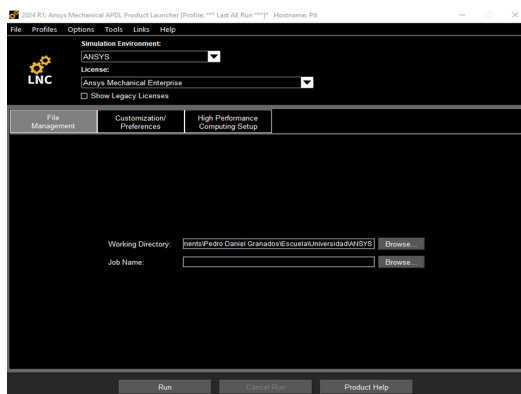 2024 R1: Ansys Mechanical APDL Product Launcher [Profile: *** Last AE Run ***]* Hostname: Pit
File Profiles Options Tools Links Help
Simulation Environment:
ANSYS
License:
Ansys Mechanical Enterprise
Show Legacy Licenses
LNC
File Management
Customization/ Preferences
High Performance Computing Setup
Working Directory: nents\Pedro Daniel Granados\Escuela\Universidad\ANSYS Browse...
Job Name: Browse...
Run Cancel Run Product Help